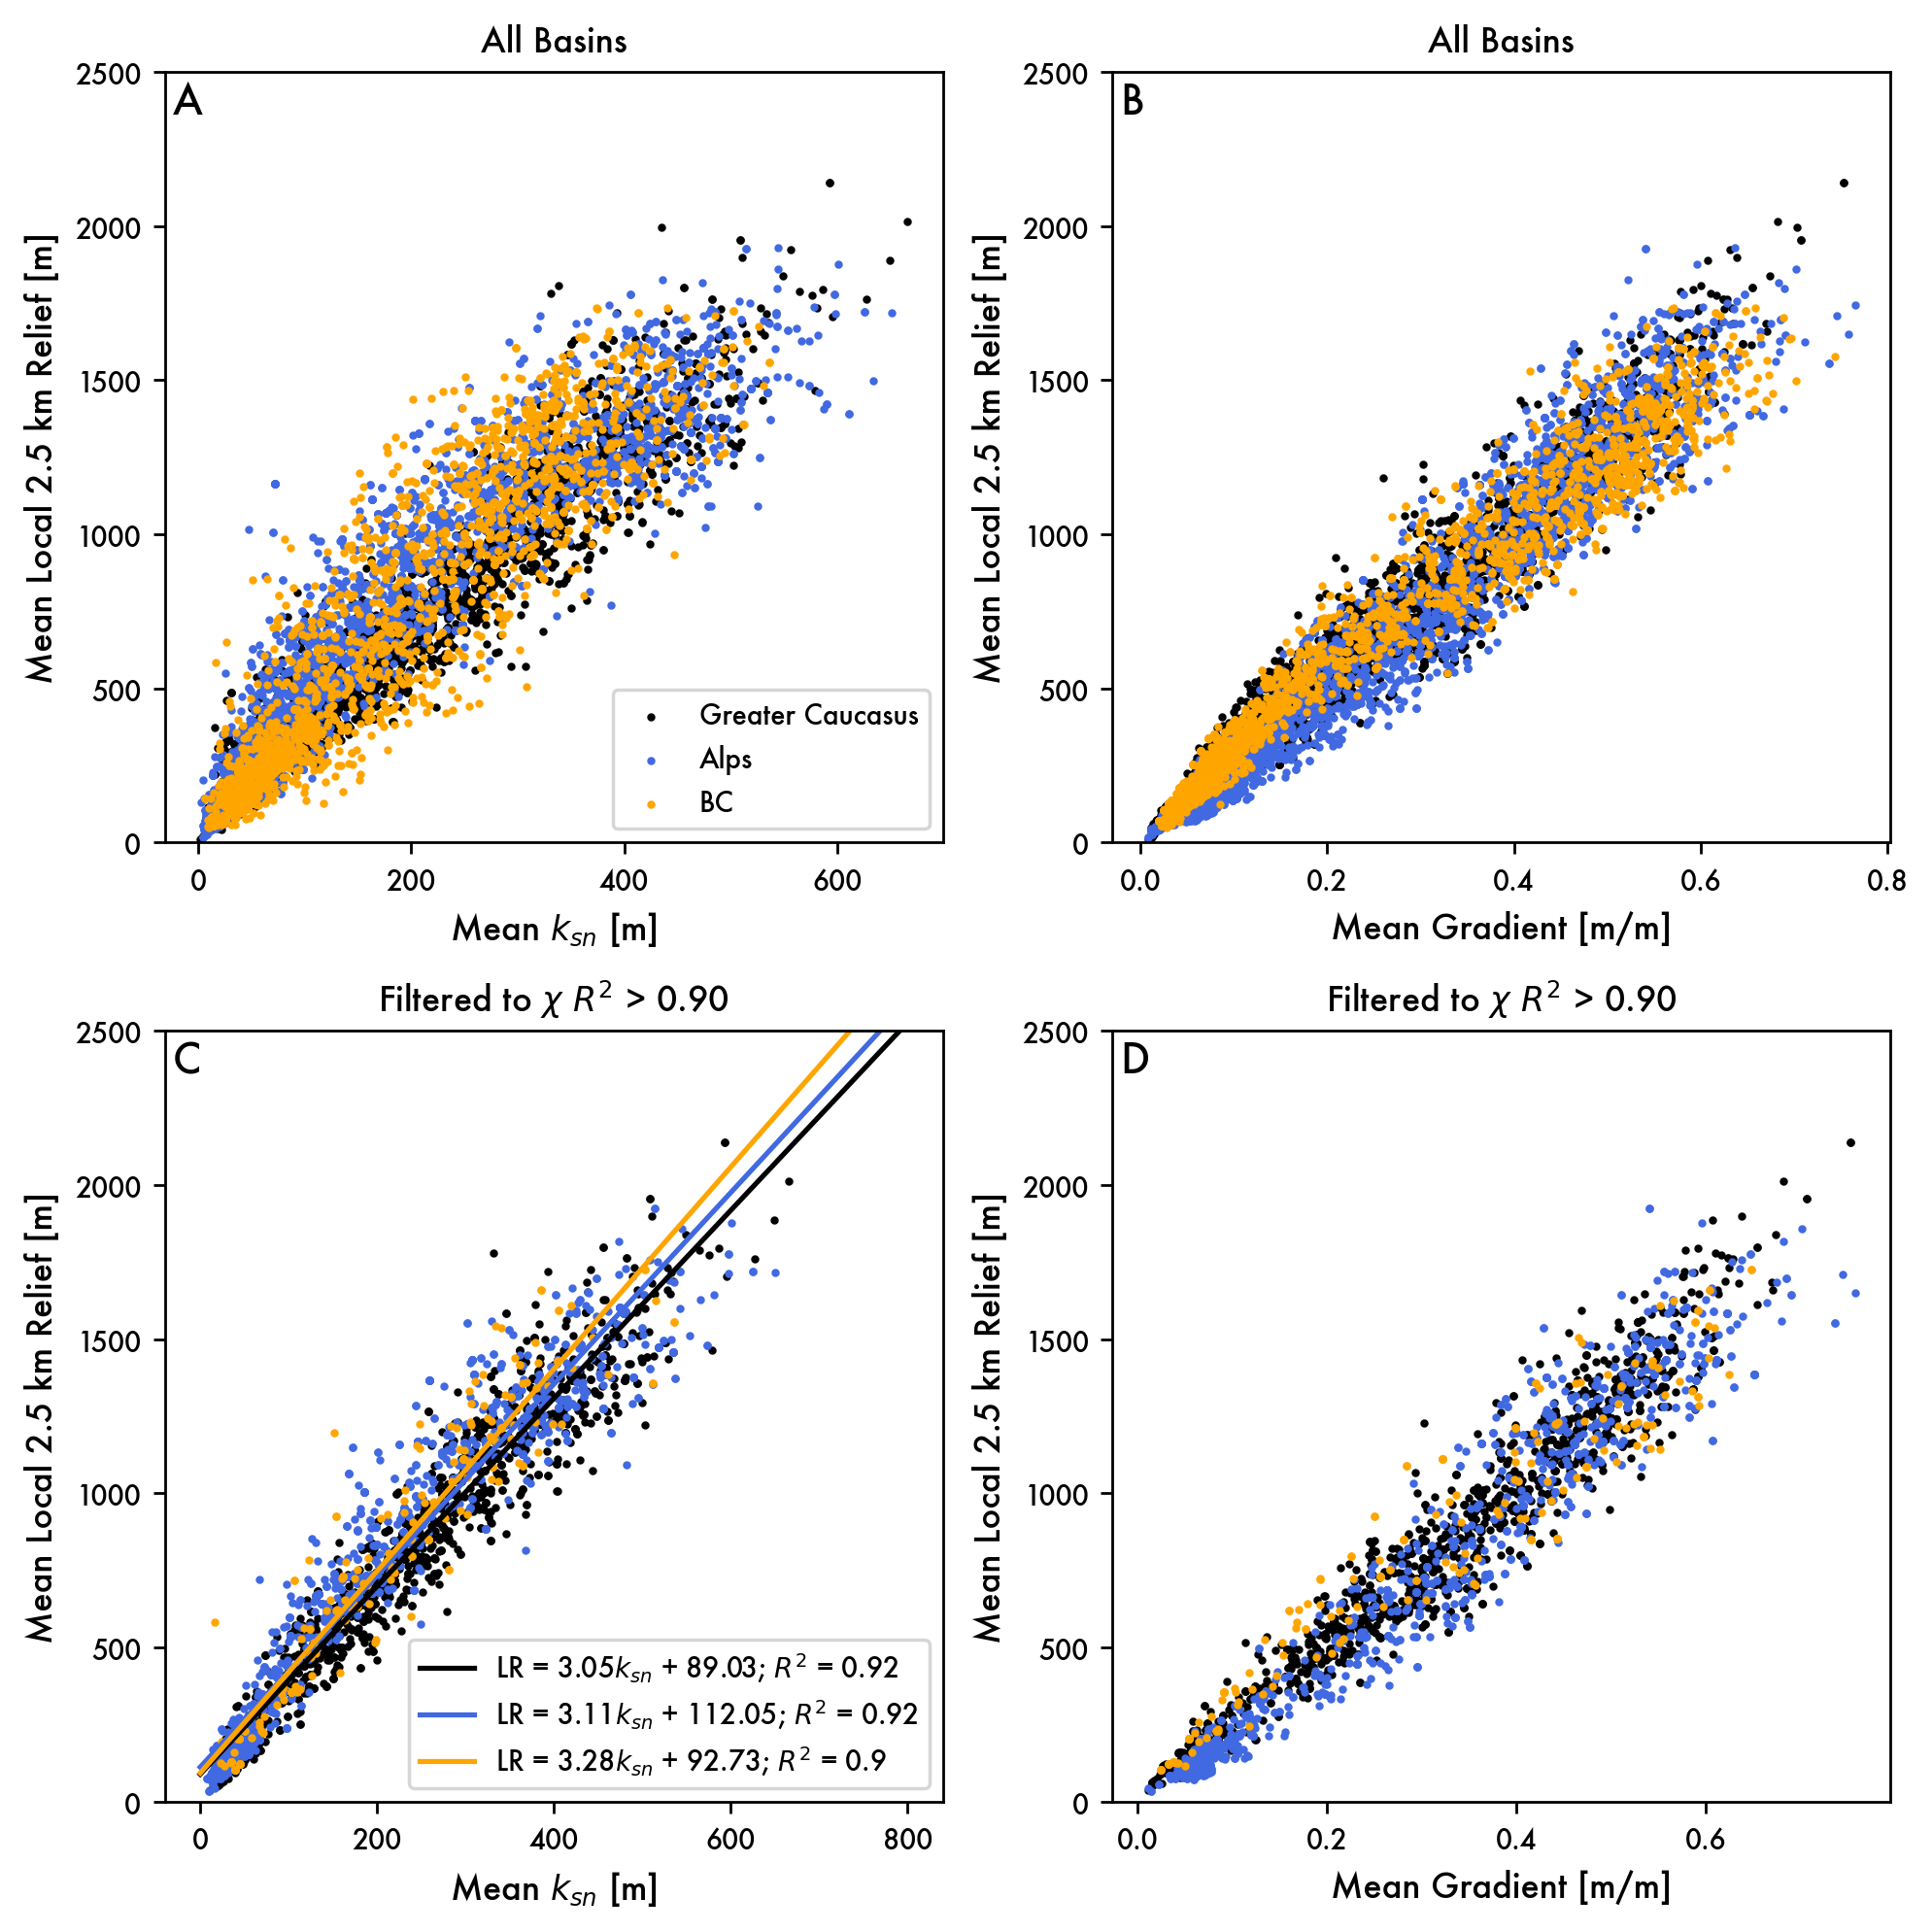 All Basins
A
2500
2000
1500
1000
500
0
Mean Local 2.5 km Relief [m]
Greater Caucasus
Alps
BC
0 200 400 600
Mean k_sn [m]
All Basins
B
2500
2000
1500
1000
500
0
Mean Local 2.5 km Relief [m]
0.0 0.2 0.4 0.6 0.8
Mean Gradient [m/m]
Filtered to χ R² > 0.90
C
2500
2000
1500
1000
500
0
Mean Local 2.5 km Relief [m]
LR = 3.05k_sn + 89.03; R² = 0.92
LR = 3.11k_sn + 112.05; R² = 0.92
LR = 3.28k_sn + 92.73; R² = 0.9
0 200 400 600 800
Mean k_sn [m]
Filtered to χ R² > 0.90
D
2500
2000
1500
1000
500
0
Mean Local 2.5 km Relief [m]
0.0 0.2 0.4 0.6
Mean Gradient [m/m]